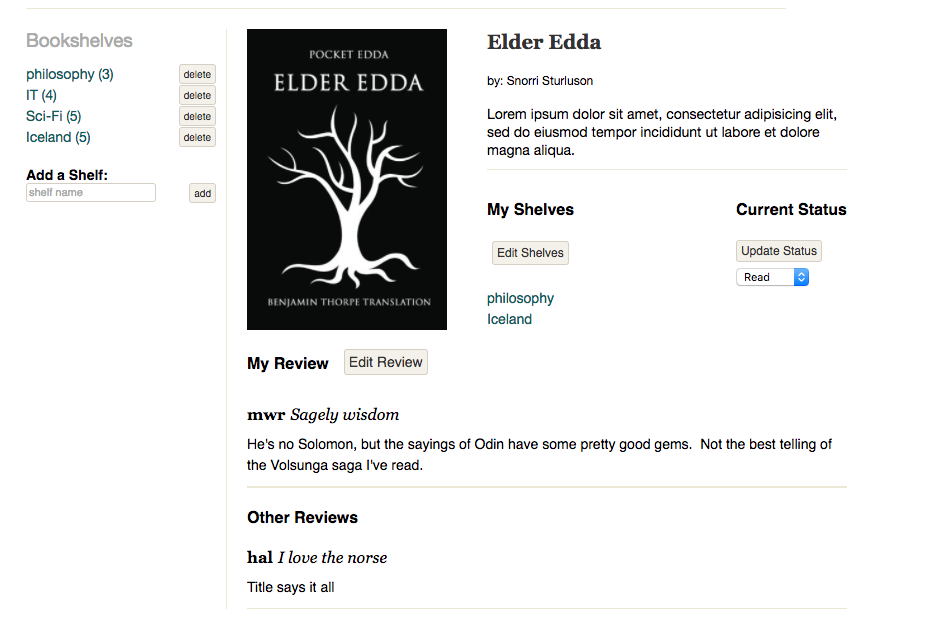 Bookshelves
philosophy (3) delete
IT (4) delete
Sci-Fi (5) delete
Iceland (5) delete
Add a Shelf:
shelf name add
POCKET EDDA
ELDER EDDA
BENJAMIN THORPE TRANSLATION
Elder Edda
by: Snorri Sturluson
Lorem ipsum dolor sit amet, consectetur adipisicing elit,
sed do eiusmod tempor incididunt ut labore et dolore
magna aliqua.
My Shelves
Edit Shelves
philosophy
Iceland
Current Status
Update Status
Read
My Review Edit Review
mwr Sagely wisdom
He's no Solomon, but the sayings of Odin have some pretty good gems.  Not the best telling of
the Volsunga saga I've read.
Other Reviews
hal I love the norse
Title says it all